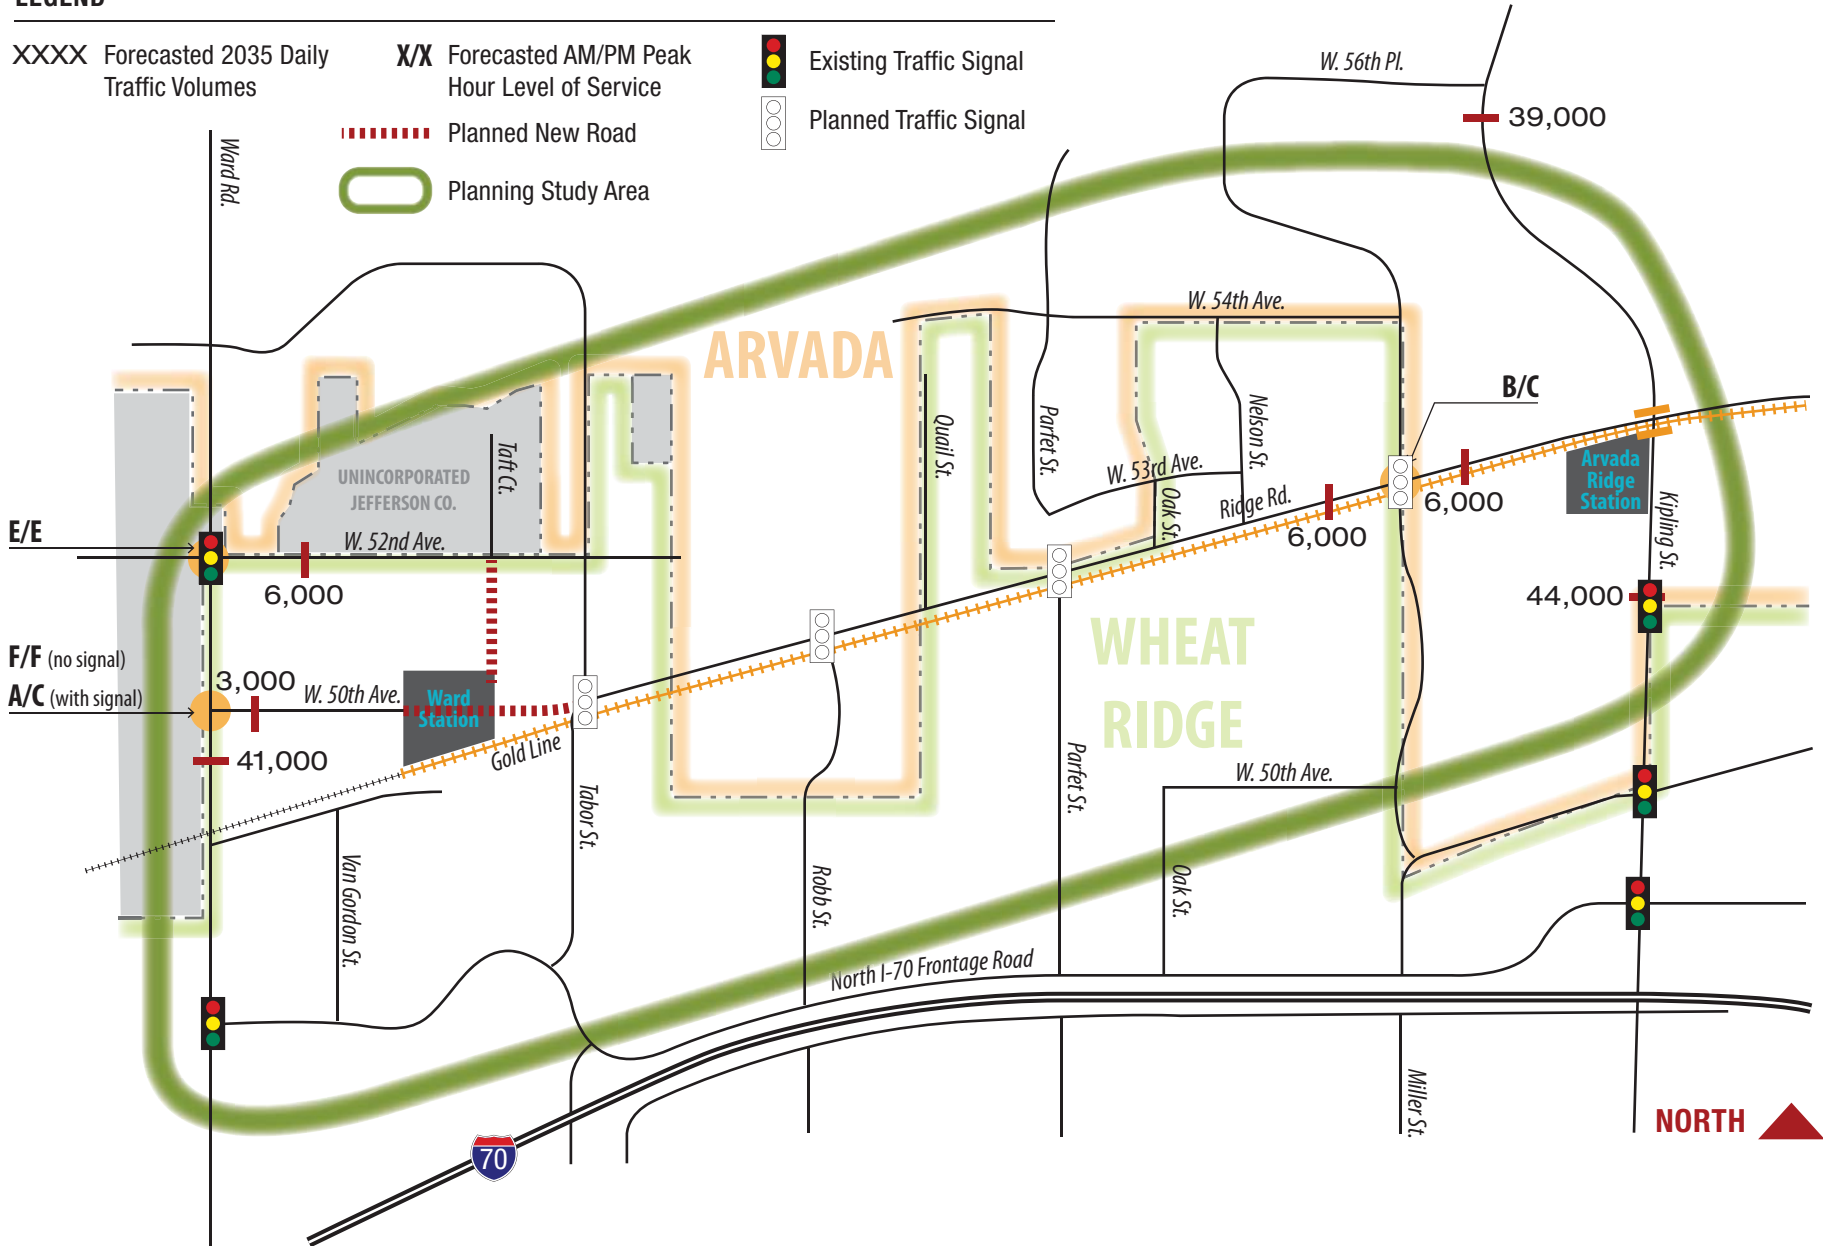 LEGEND
XXXX Forecasted 2035 Daily
Traffic Volumes
X/X Forecasted AM/PM Peak
Hour Level of Service
Planned New Road
Planning Study Area
Existing Traffic Signal
Planned Traffic Signal
W. 56th Pl.
39,000
Ward Rd.
ARVADA
W. 54th Ave.
B/C
Quail St.
Parfet St.
Nelson St.
W. 53rd Ave.
Oak St.
Ridge Rd.
6,000
6,000
Arvada
Ridge
Station
Kipling St.
UNINCORPORATED
JEFFERSON CO.
Taft Ct.
E/E
W. 52nd Ave.
6,000
44,000
WHEAT
RIDGE
F/F (no signal)
A/C (with signal)
3,000
W. 50th Ave.
Ward
Station
Gold Line
41,000
Tabor St.
Parfet St.
W. 50th Ave.
Van Gordon St.
Robb St.
Oak St.
North I-70 Frontage Road
Miller St.
70
NORTH